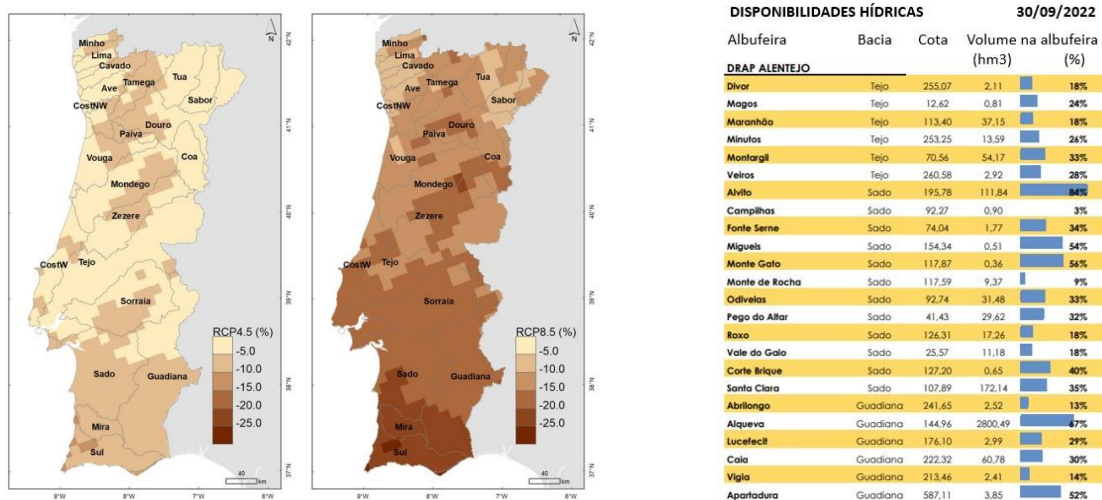 Minho
Lima
Cavado
Ave
Tamega
Tua
Sabor
CostNW
Douro
Paiva
Vouga
Coa
Mondego
Zezere
CostW
Tejo
Sorraia
Sado
Guadiana
Mira
Sul
RCP4.5 (%)
-5.0
-10.0
-15.0
-20.0
-25.0
40
km
9°W 8°W 7°W 6°W
42°N
41°N
40°N
39°N
38°N
37°N
Minho
Lima
Cavado
Ave
Tamega
Tua
Sabor
CostNW
Douro
Paiva
Vouga
Coa
Mondego
Zezere
CostW
Tejo
Sorraia
Sado
Guadiana
Mira
Sul
RCP8.5 (%)
-5.0
-10.0
-15.0
-20.0
-25.0
40
km
9°W 8°W 7°W 6°W
42°N
41°N
40°N
39°N
38°N
37°N
DISPONIBILIDADES HÍDRICAS 30/09/2022
Albufeira Bacia Cota Volume na albufeira
(hm3) (%)
DRAP ALENTEJO
Divor Tejo 255,07 2,11 18%
Magos Tejo 12,62 0,81 24%
Maranhão Tejo 113,40 37,15 18%
Minutos Tejo 253,25 13,59 26%
Montargil Tejo 70,56 54,17 33%
Veiros Tejo 260,58 2,92 28%
Alvito Sado 195,78 111,84 84%
Campilhas Sado 92,27 0,90 3%
Fonte Serne Sado 74,04 1,77 34%
Migueis Sado 154,34 0,51 54%
Monte Gato Sado 117,87 0,36 56%
Monte de Rocha Sado 117,59 9,37 9%
Odivelas Sado 92,74 31,48 33%
Pego do Altar Sado 41,43 29,62 32%
Roxo Sado 126,31 17,26 18%
Vale do Gaio Sado 25,57 11,18 18%
Corte Brique Sado 127,20 0,65 40%
Santa Clara Sado 107,89 172,14 35%
Abrilongo Guadiana 241,65 2,52 13%
Alqueva Guadiana 144,96 2800,49 67%
Lucefecit Guadiana 176,10 2,99 29%
Caia Guadiana 222,32 60,78 30%
Vigia Guadiana 213,46 2,41 14%
Apartadura Guadiana 587,11 3,85 52%